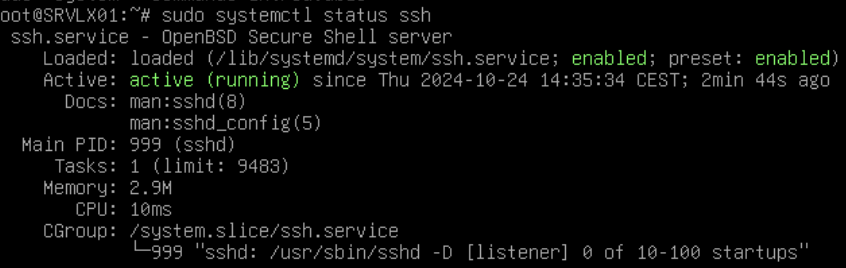 oot@SRVLX01:~# sudo systemctl status ssh
ssh.service - OpenBSD Secure Shell server
Loaded: loaded (/lib/systemd/system/ssh.service; enabled; preset: enabled)
Active: active (running) since Thu 2024-10-24 14:35:34 CEST; 2min 44s ago
Docs: man:sshd(8)
man:sshd_config(5)
Main PID: 999 (sshd)
Tasks: 1 (limit: 9483)
Memory: 2.9M
CPU: 10ms
CGroup: /system.slice/ssh.service
└─999 "sshd: /usr/sbin/sshd -D [listener] 0 of 10-100 startups"